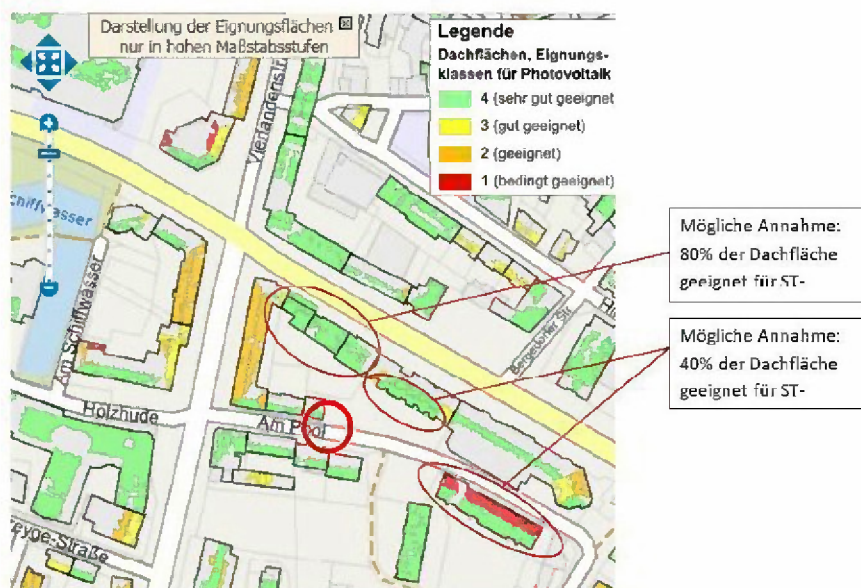 Darstellung der Eignungsflächen
nur in hohen Maßstabsstufen
Legende
Dachflächen, Eignungs-
klassen für Photovoltaik
4 (sehr gut geeignet
3 (gut geeignet)
2 (geeignet)
1 (bedingt geeignet)
Vierlandenstr
chiffwasser
Am Schiffwasser
Bergedorfer Str.
Holzhude
Am Pool
-Straße
Mögliche Annahme:
80% der Dachfläche
geeignet für ST-
Mögliche Annahme:
40% der Dachfläche
geeignet für ST-